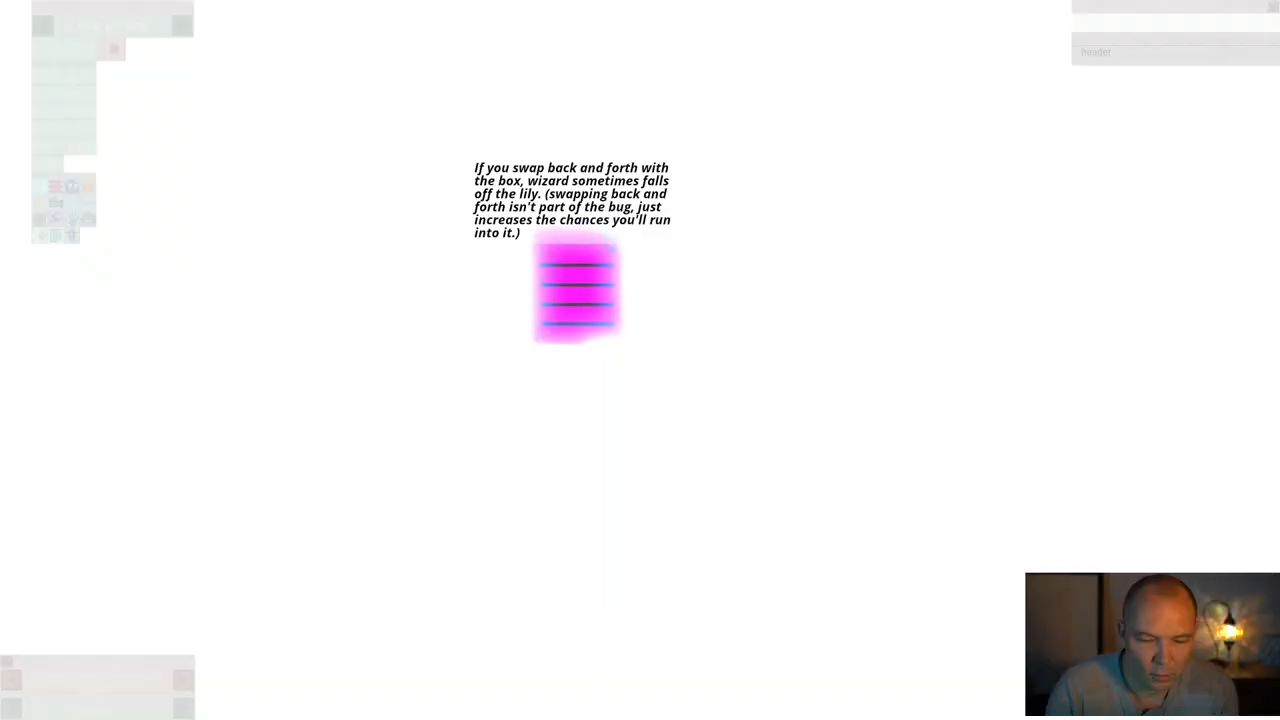 header
If you swap back and forth with
the box, wizard sometimes falls
off the lily. (swapping back and
forth isn't part of the bug, just
increases the chances you'll run
into it.)